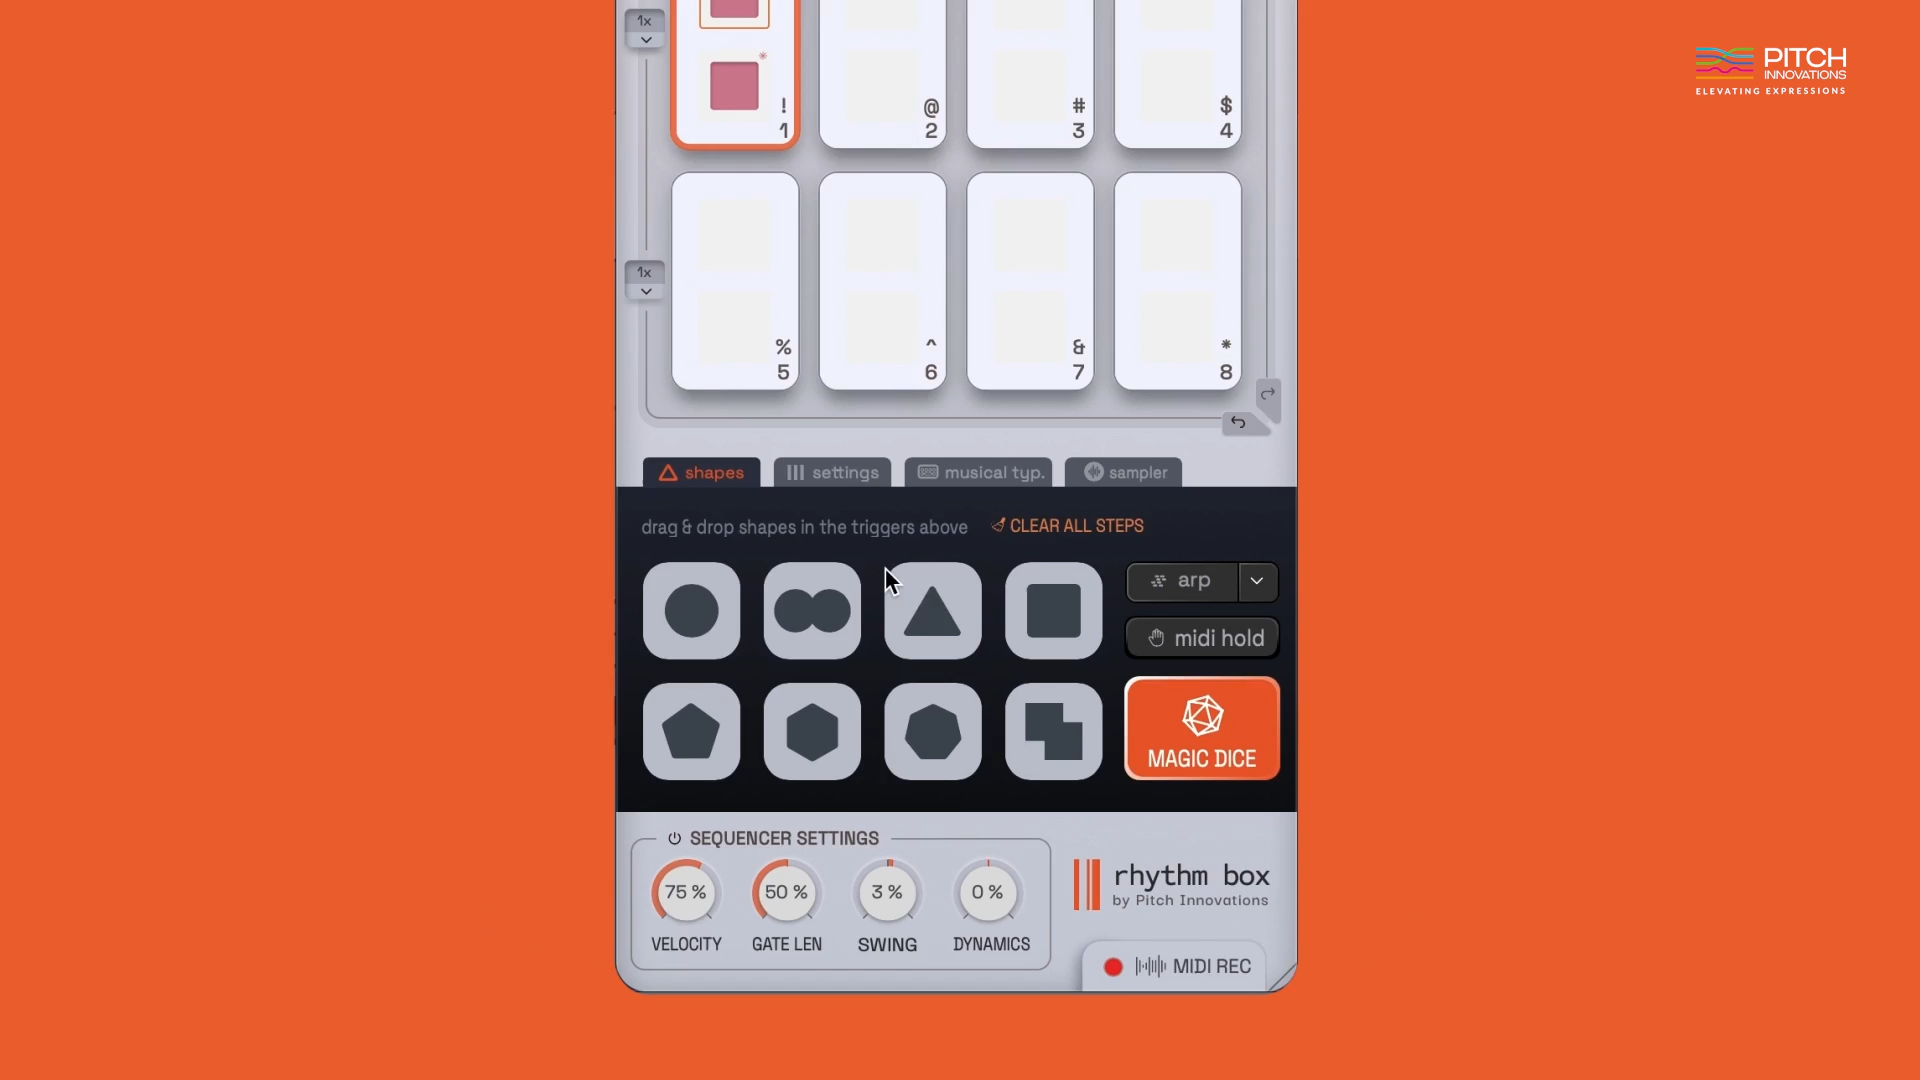 PITCH
INNOVATIONS
ELEVATING EXPRESSIONS
1x
! @ # $
1 2 3 4
1x
% ^ & *
5 6 7 8
shapes settings musical typ. sampler
drag & drop shapes in the triggers above CLEAR ALL STEPS
arp
midi hold
MAGIC DICE
SEQUENCER SETTINGS
75 % 50 % 3 % 0 %
VELOCITY GATE LEN SWING DYNAMICS
rhythm box
by Pitch Innovations
MIDI REC